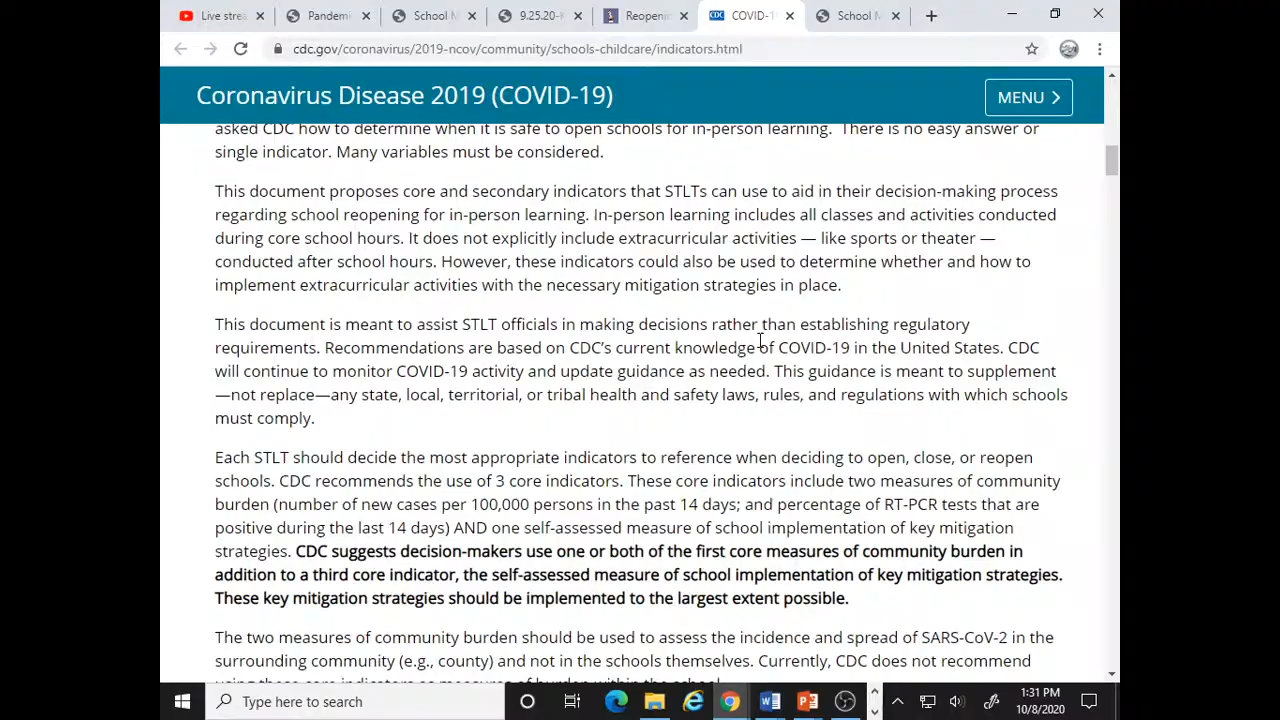 Live strea
Pandemi
School M
9.25.20-
Reopenin
CDC COVID-1
School M
cdc.gov/coronavirus/2019-ncov/community/schools-childcare/indicators.html
Coronavirus Disease 2019 (COVID-19)
MENU
asked CDC how to determine when it is safe to open schools for in-person learning. There is no easy answer or
single indicator. Many variables must be considered.
This document proposes core and secondary indicators that STLTs can use to aid in their decision-making process
regarding school reopening for in-person learning. In-person learning includes all classes and activities conducted
during core school hours. It does not explicitly include extracurricular activities — like sports or theater —
conducted after school hours. However, these indicators could also be used to determine whether and how to
implement extracurricular activities with the necessary mitigation strategies in place.
This document is meant to assist STLT officials in making decisions rather than establishing regulatory
requirements. Recommendations are based on CDC's current knowledge of COVID-19 in the United States. CDC
will continue to monitor COVID-19 activity and update guidance as needed. This guidance is meant to supplement
—not replace—any state, local, territorial, or tribal health and safety laws, rules, and regulations with which schools
must comply.
Each STLT should decide the most appropriate indicators to reference when deciding to open, close, or reopen
schools. CDC recommends the use of 3 core indicators. These core indicators include two measures of community
burden (number of new cases per 100,000 persons in the past 14 days; and percentage of RT-PCR tests that are
positive during the last 14 days) AND one self-assessed measure of school implementation of key mitigation
strategies. CDC suggests decision-makers use one or both of the first core measures of community burden in
addition to a third core indicator, the self-assessed measure of school implementation of key mitigation strategies.
These key mitigation strategies should be implemented to the largest extent possible.
The two measures of community burden should be used to assess the incidence and spread of SARS-CoV-2 in the
surrounding community (e.g., county) and not in the schools themselves. Currently, CDC does not recommend
using these core indicators as measures of burden within the school
Type here to search
1:31 PM
10/8/2020